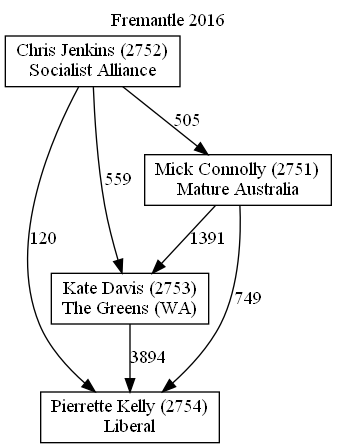 Fremantle 2016
Chris Jenkins (2752)
Socialist Alliance
505
Mick Connolly (2751)
Mature Australia
559
120
1391
Kate Davis (2753)
The Greens (WA)
749
3894
Pierrette Kelly (2754)
Liberal